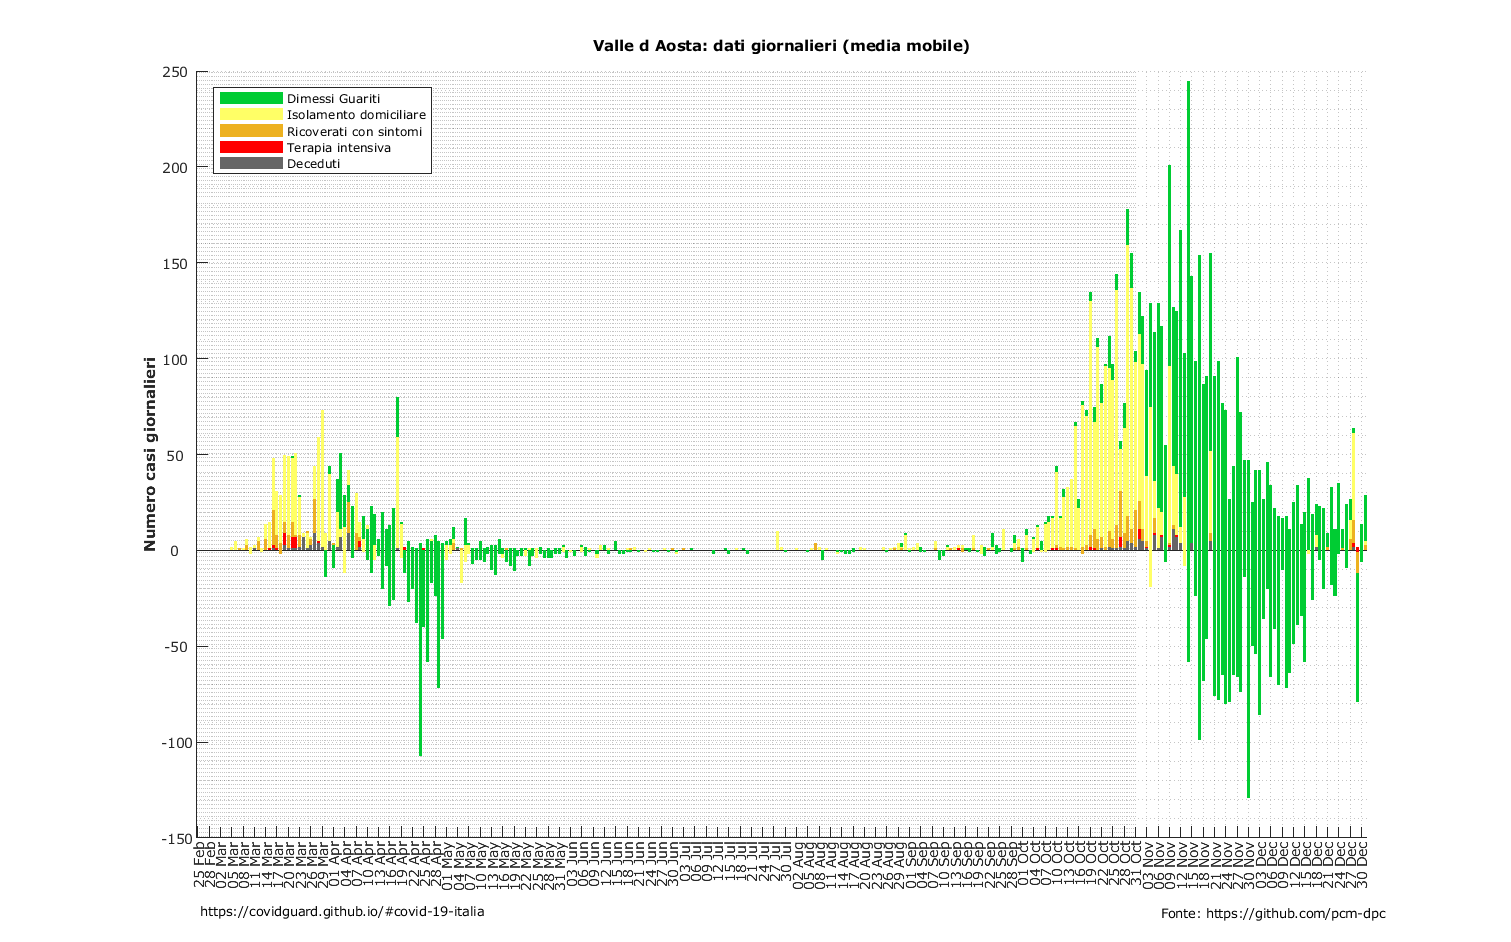 Valle d Aosta: dati giornalieri (media mobile)
250
200
150
100
50
0
-50
-100
-150
Numero casi giornalieri
Dimessi Guariti
Isolamento domiciliare
Ricoverati con sintomi
Terapia intensiva
Deceduti
25 Feb
28 Feb
02 Mar
05 Mar
08 Mar
11 Mar
14 Mar
17 Mar
20 Mar
23 Mar
26 Mar
29 Mar
01 Apr
04 Apr
07 Apr
10 Apr
13 Apr
16 Apr
19 Apr
22 Apr
25 Apr
28 Apr
01 May
04 May
07 May
10 May
13 May
16 May
19 May
22 May
25 May
28 May
31 May
03 Jun
06 Jun
09 Jun
12 Jun
15 Jun
18 Jun
21 Jun
24 Jun
27 Jun
30 Jun
03 Jul
06 Jul
09 Jul
12 Jul
15 Jul
18 Jul
21 Jul
24 Jul
27 Jul
30 Jul
02 Aug
05 Aug
08 Aug
11 Aug
14 Aug
17 Aug
20 Aug
23 Aug
26 Aug
29 Aug
01 Sep
04 Sep
07 Sep
10 Sep
13 Sep
16 Sep
19 Sep
22 Sep
25 Sep
28 Sep
01 Oct
04 Oct
07 Oct
10 Oct
13 Oct
16 Oct
19 Oct
22 Oct
25 Oct
28 Oct
31 Oct
03 Nov
06 Nov
09 Nov
12 Nov
15 Nov
18 Nov
21 Nov
24 Nov
27 Nov
30 Nov
03 Dec
06 Dec
09 Dec
12 Dec
15 Dec
18 Dec
21 Dec
24 Dec
27 Dec
30 Dec
https://covidguard.github.io/#covid-19-italia
Fonte: https://github.com/pcm-dpc